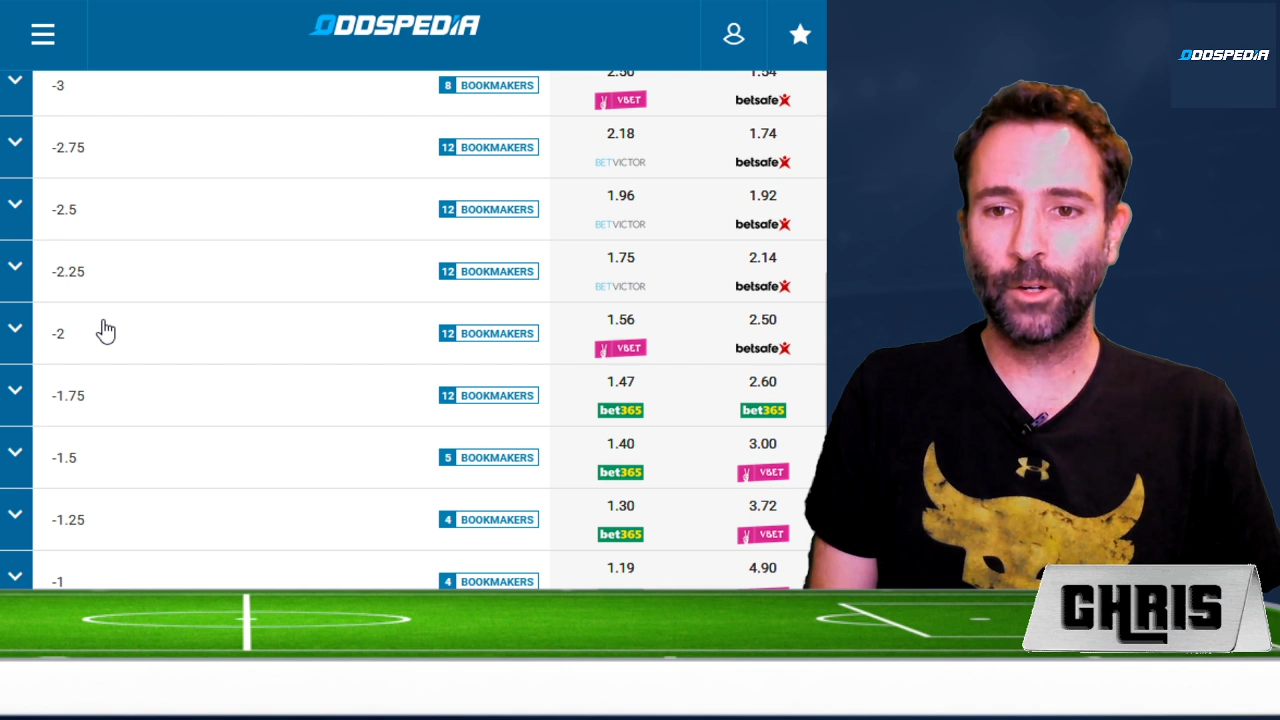 ODDSPEDIA
ODDSPEDIA
-3 8 BOOKMAKERS 2.50 1.54
VBET betsafe
-2.75 12 BOOKMAKERS 2.18 1.74
BETVICTOR betsafe
-2.5 12 BOOKMAKERS 1.96 1.92
BETVICTOR betsafe
-2.25 12 BOOKMAKERS 1.75 2.14
BETVICTOR betsafe
-2 12 BOOKMAKERS 1.56 2.50
VBET betsafe
-1.75 12 BOOKMAKERS 1.47 2.60
bet365 bet365
-1.5 5 BOOKMAKERS 1.40 3.00
bet365 VBET
-1.25 4 BOOKMAKERS 1.30 3.72
bet365 VBET
-1 4 BOOKMAKERS 1.19 4.90
CHRIS